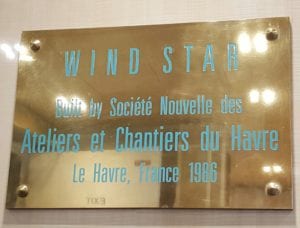 WIND STAR
Built by Société Nouvelle des
Ateliers et Chantiers du Havre
Le Havre, France 1986